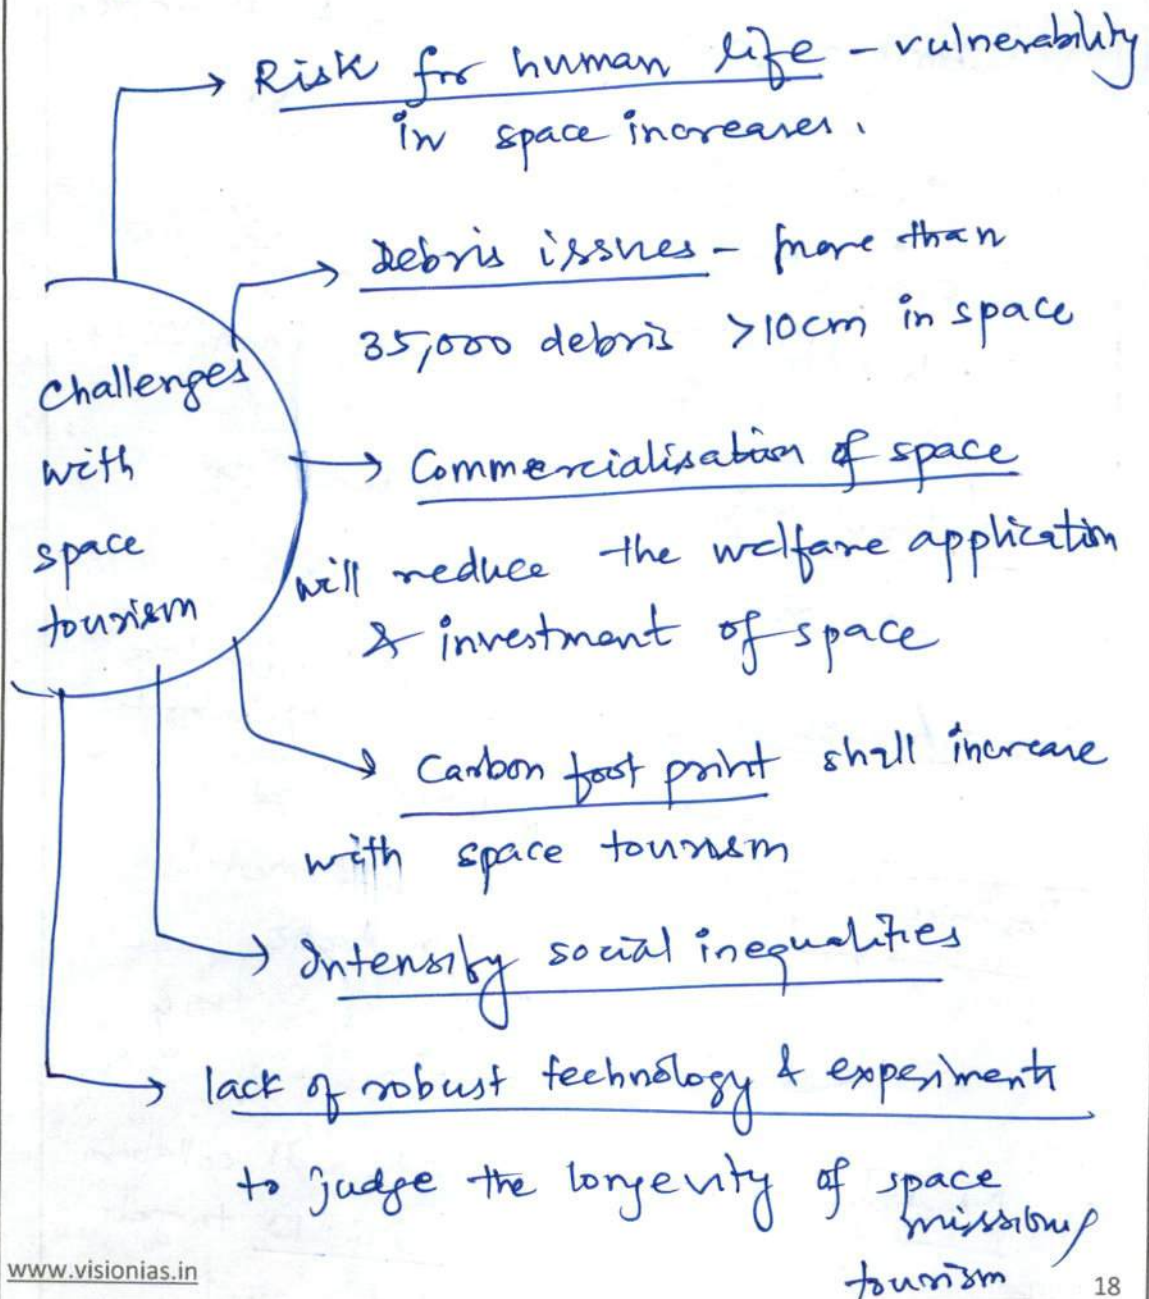 Risk for human life - vulnerability
in space increases.
Debris issues - more than
35,000 debris >10cm in space
Challenges
with
space
tourism
Commercialisation of space
will reduce the welfare application
& investment of space
Carbon foot print shall increase
with space tourism
Intensify social inequalities
lack of robust technology & experiments
to judge the longevity of space
missions/
tourism
www.visionias.in
18